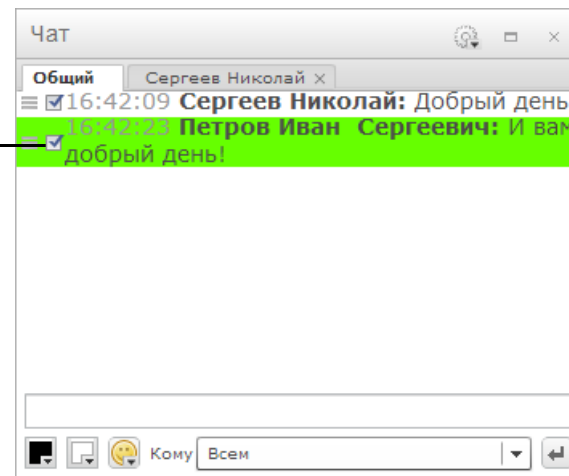 Чат
Общий Сергеев Николай ×
16:42:09 Сергеев Николай: Добрый день
16:42:23 Петров Иван Сергеевич: И вам
добрый день!
Кому Всем